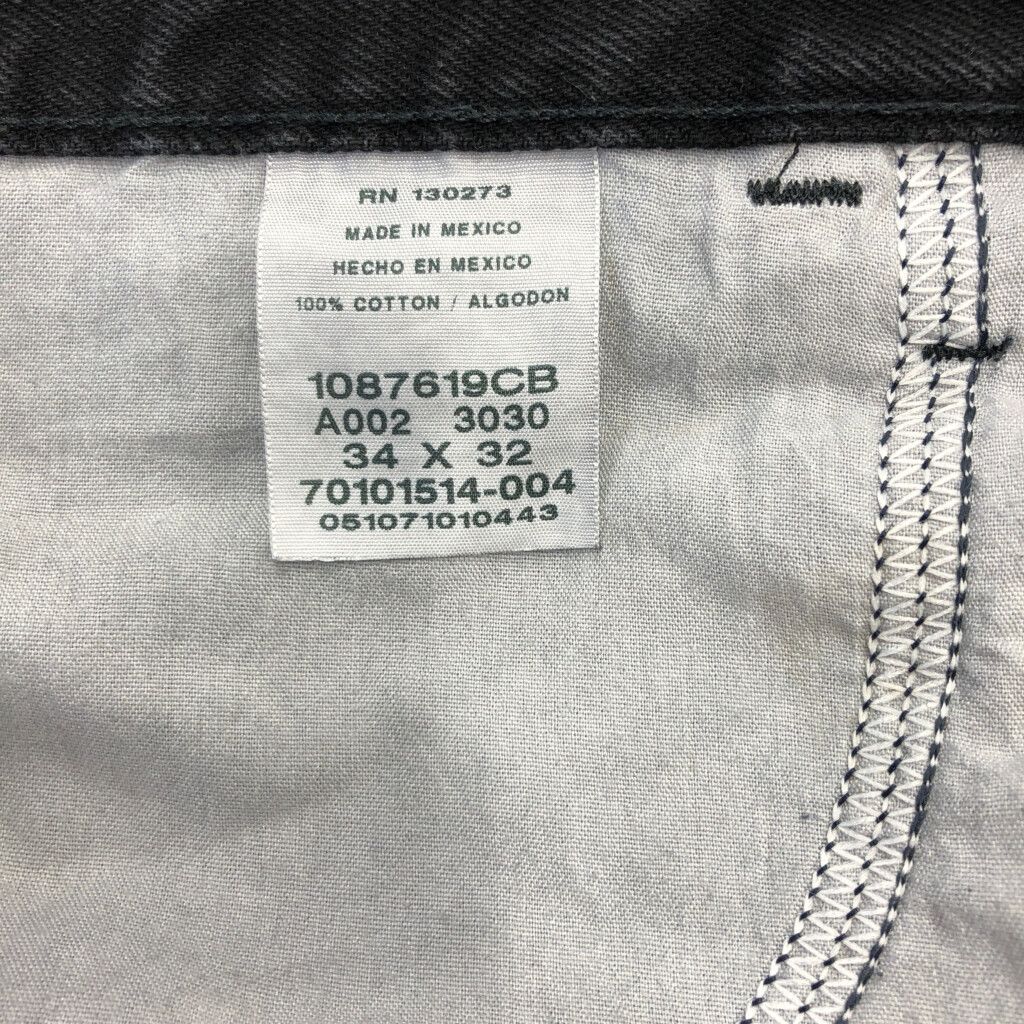 RN 130273
MADE IN MEXICO
HECHO EN MEXICO
100% COTTON / ALGODON
1087619CB
A002 3030
34 X 32
70101514-004
051071010443